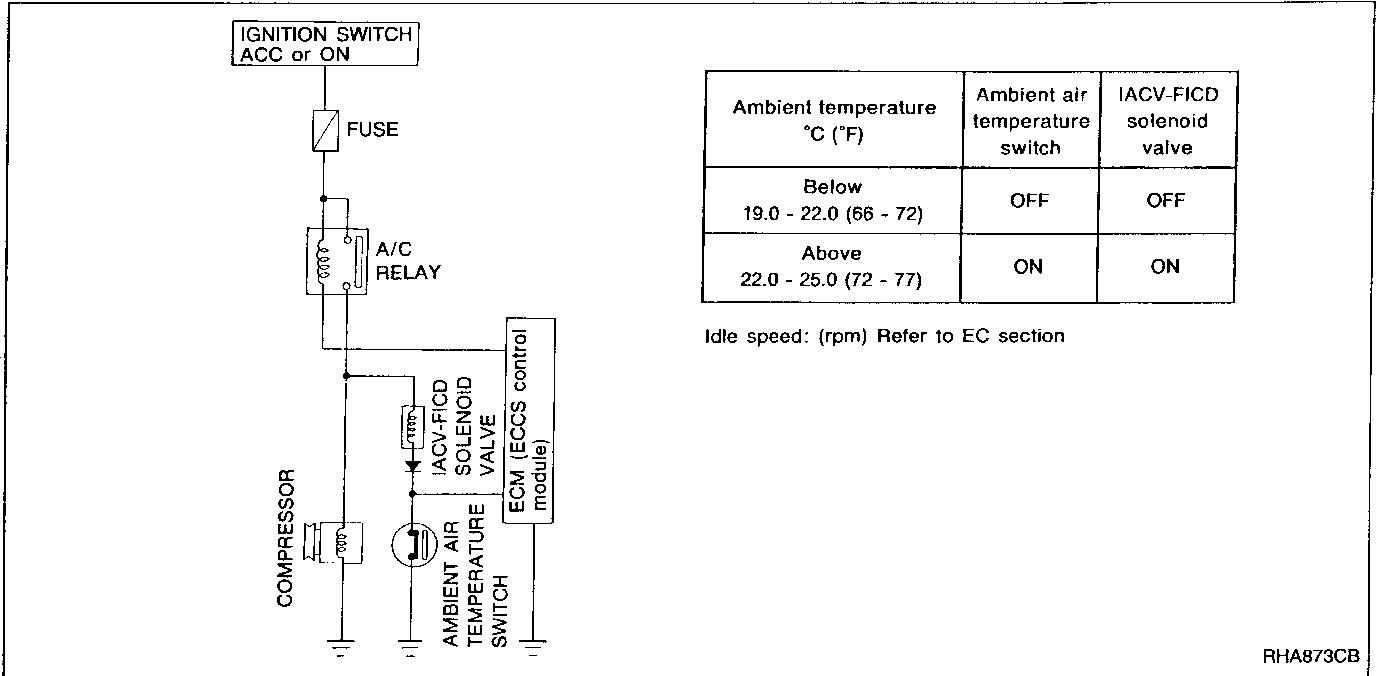 IGNITION SWITCH
ACC or ON
FUSE
A/C
RELAY
IACV-FICD
SOLENOID
VALVE
ECM (ECCS control
module)
COMPRESSOR
AMBIENT AIR
TEMPERATURE
SWITCH
Ambient temperature
°C (°F)
Ambient air
temperature
switch
IACV-FICD
solenoid
valve
Below
19.0 - 22.0 (66 - 72)
OFF
OFF
Above
22.0 - 25.0 (72 - 77)
ON
ON
Idle speed: (rpm) Refer to EC section
RHA873CB